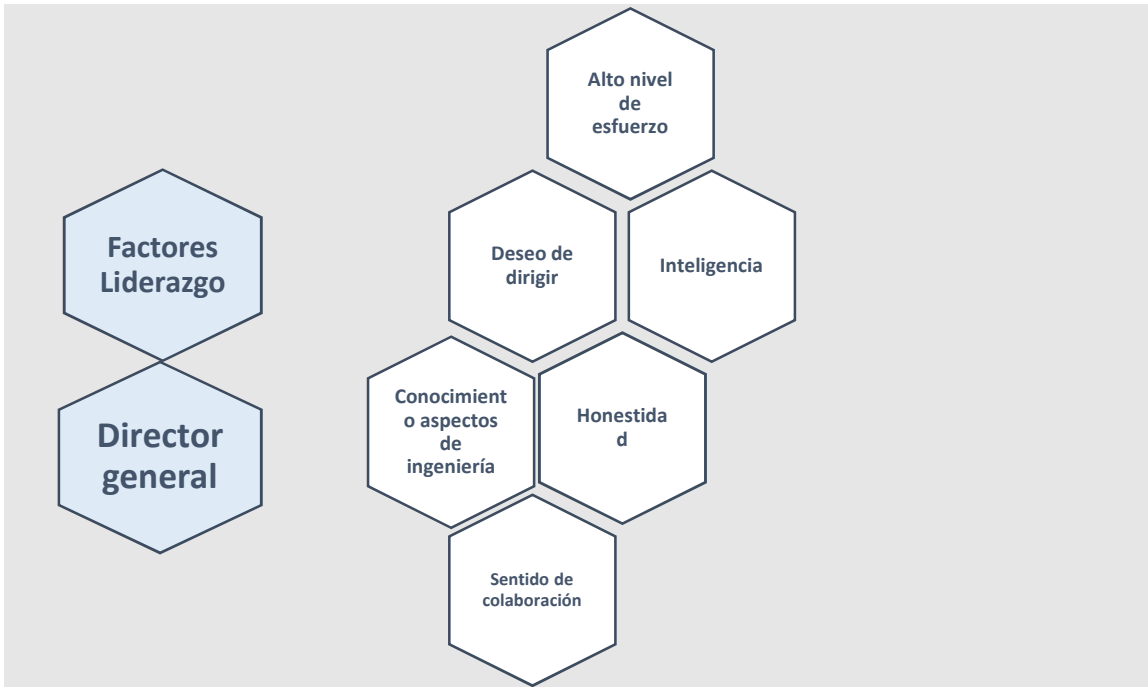 Alto nivel
de
esfuerzo
Factores
Liderazgo
Deseo de
dirigir
Inteligencia
Director
general
Conocimient
o aspectos
de
ingeniería
Honestida
d
Sentido de
colaboración